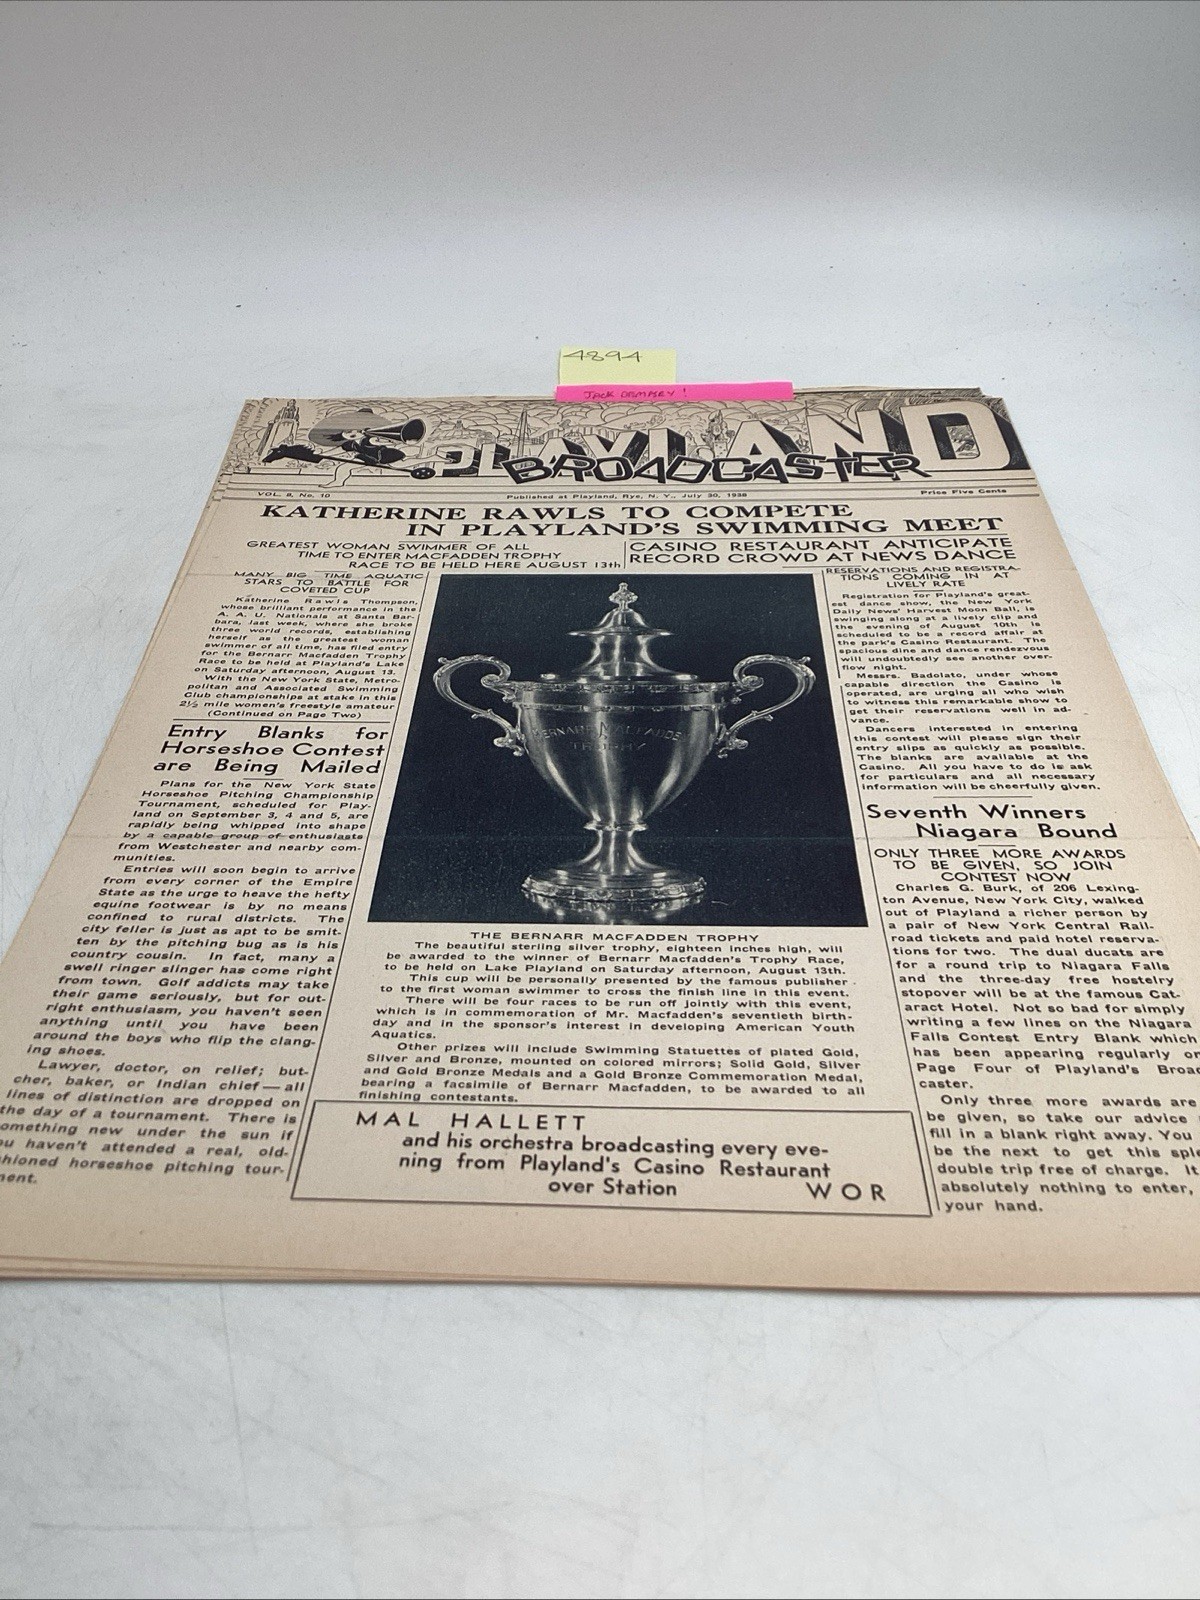 4894
JACK DEMPSEY!
PLAYLAND
BROADCASTER
VOL. 8, No. 10
Published at Playland, Rye, N. Y., July 30, 1938
Price Five Cents
KATHERINE RAWLS TO COMPETE
IN PLAYLAND'S SWIMMING MEET
GREATEST WOMAN SWIMMER OF ALL
TIME TO ENTER MACFADDEN TROPHY
RACE TO BE HELD HERE AUGUST 13th
MANY BIG TIME AQUATIC
STARS TO BATTLE FOR
COVETED CUP
Katherine Rawls Thompson,
whose brilliant performance in the
A. A. U. Nationals at Santa Bar-
bara, last week, where she broke
three world records, establishing
herself as the greatest woman
swimmer of all time, has filed entry
for the Bernarr Macfadden Trophy
Race to be held at Playland's Lake
on Saturday afternoon, August 13.
With the New York State, Metro-
politan and Associated Swimming
Club championships at stake in this
2½ mile women's freestyle amateur
(Continued on Page Two)
Entry Blanks for
Horseshoe Contest
are Being Mailed
Plans for the New York State
Horseshoe Pitching Championship
Tournament, scheduled for Play-
land on September 3, 4 and 5, are
rapidly being whipped into shape
by a capable group of enthusiasts
from Westchester and nearby com-
munities.
Entries will soon begin to arrive
from every corner of the Empire
State as the urge to heave the hefty
equine footwear is by no means
confined to rural districts. The
city feller is just as apt to be smit-
ten by the pitching bug as is his
country cousin. In fact, many a
swell ringer slinger has come right
from town. Golf addicts may take
their game seriously, but for out-
right enthusiasm, you haven't seen
anything until you have been
around the boys who flip the clang-
ing shoes.
Lawyer, doctor, on relief; but-
cher, baker, or Indian chief—all
lines of distinction are dropped on
the day of a tournament. There is
omething new under the sun if
ou haven't attended a real, old-
hioned horseshoe pitching tour-
ment.
BERNARR MACFADDEN
TROPHY
THE BERNARR MACFADDEN TROPHY
The beautiful sterling silver trophy, eighteen inches high, will
be awarded to the winner of Bernarr Macfadden's Trophy Race,
to be held on Lake Playland on Saturday afternoon, August 13th.
This cup will be personally presented by the famous publisher
to the first woman swimmer to cross the finish line in this event.
There will be four races to be run off jointly with this event,
which is in commemoration of Mr. Macfadden's seventieth birth-
day and in the sponsor's interest in developing American Youth
Aquatics.
Other prizes will include Swimming Statuettes of plated Gold,
Silver and Bronze, mounted on colored mirrors; Solid Gold, Silver
and Gold Bronze Medals and a Gold Bronze Commemoration Medal,
bearing a facsimile of Bernarr Macfadden, to be awarded to all
finishing contestants.
MAL HALLETT
and his orchestra broadcasting every eve-
ning from Playland's Casino Restaurant
over Station WOR
CASINO RESTAURANT ANTICIPATE
RECORD CROWD AT NEWS DANCE
RESERVATIONS AND REGISTRA-
TIONS COMING IN AT
LIVELY RATE
Registration for Playland's great-
est dance show, the New York
Daily News' Harvest Moon Ball, is
swinging along at a lively clip and
the evening of August 10th is
scheduled to be a record affair at
the park's Casino Restaurant. The
spacious dine and dance rendezvous
will undoubtedly see another over-
flow night.
Messrs. Badolato, under whose
capable direction the Casino is
operated, are urging all who wish
to witness this remarkable show to
get their reservations well in ad-
vance.
Dancers interested in entering
this contest will please sign their
entry slips as quickly as possible.
The blanks are available at the
Casino. All you have to do is ask
for particulars and all necessary
information will be cheerfully given.
Seventh Winners
Niagara Bound
ONLY THREE MORE AWARDS
TO BE GIVEN, SO JOIN
CONTEST NOW
Charles G. Burk, of 206 Lexing-
ton Avenue, New York City, walked
out of Playland a richer person by
a pair of New York Central Rail-
road tickets and paid hotel reserva-
tions for two. The dual ducats are
for a round trip to Niagara Falls
and the three-day free hostelry
stopover will be at the famous Cat-
aract Hotel. Not so bad for simply
writing a few lines on the Niagara
Falls Contest Entry Blank which
has been appearing regularly on
Page Four of Playland's Broad
caster.
Only three more awards are
be given, so take our advice
fill in a blank right away. You
be the next to get this sple
double trip free of charge. It
absolutely nothing to enter,
your hand.